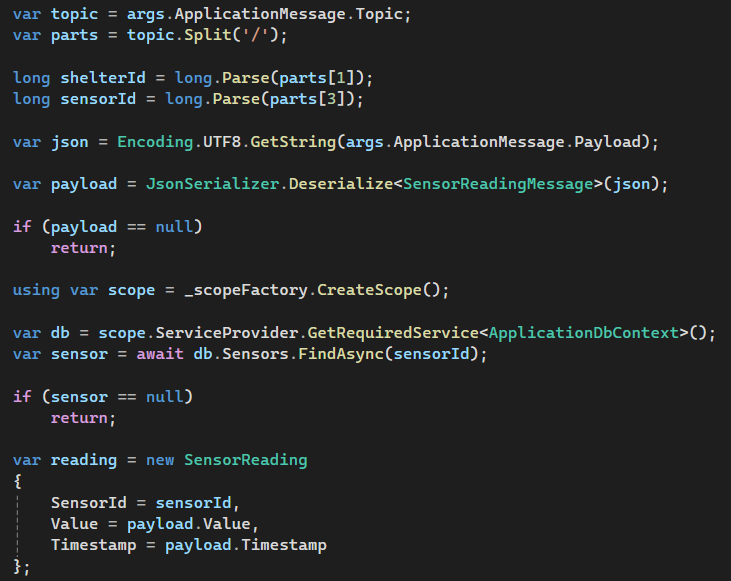 var topic = args.ApplicationMessage.Topic;
var parts = topic.Split('/');

long shelterId = long.Parse(parts[1]);
long sensorId = long.Parse(parts[3]);

var json = Encoding.UTF8.GetString(args.ApplicationMessage.Payload);

var payload = JsonSerializer.Deserialize<SensorReadingMessage>(json);

if (payload == null)
    return;

using var scope = _scopeFactory.CreateScope();

var db = scope.ServiceProvider.GetRequiredService<ApplicationDbContext>();
var sensor = await db.Sensors.FindAsync(sensorId);

if (sensor == null)
    return;

var reading = new SensorReading
{
    SensorId = sensorId,
    Value = payload.Value,
    Timestamp = payload.Timestamp
};